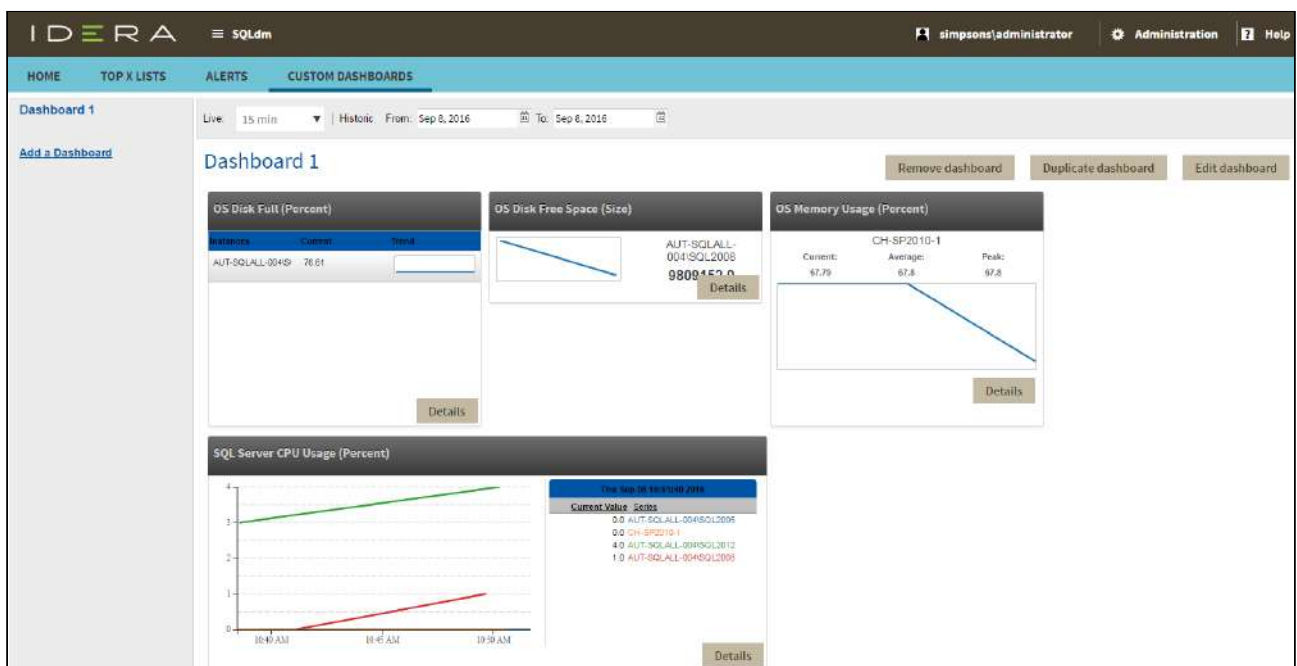 IDERA
≡ SQLdm
simpsons\administrator
Administration
? Help
HOME
TOP X LISTS
ALERTS
CUSTOM DASHBOARDS
Dashboard 1
Add a Dashboard
Live: 15 min ▼ | Historic From: Sep 8, 2016 To: Sep 8, 2016
Dashboard 1
Remove dashboard
Duplicate dashboard
Edit dashboard
OS Disk Full (Percent)
Instances Current Trend
AUT-SQLALL-004\S
Details
OS Disk Free Space (Size)
AUT-SQLALL-
004\SQL2008
Details
OS Memory Usage (Percent)
CH-SP2010-1
Current: Average: Peak:
67.79 67.8 67.8
Details
SQL Server CPU Usage (Percent)
4
3
2
1
0
10:40 AM 10:45 AM 10:50 AM
Current Value Series
0.0 AUT-SQLALL-004\SQL2005
0.0 CH-SP2010-1
4.0 AUT-SQLALL-004\SQL2012
1.0 AUT-SQLALL-004\SQL2008
Details